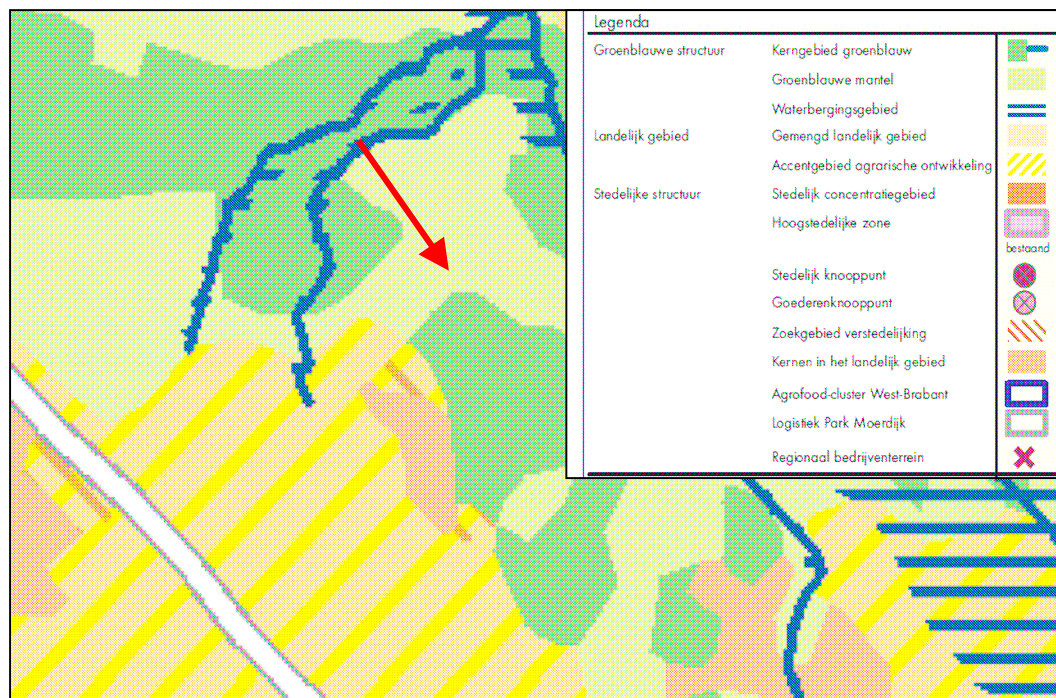 Legenda
Groenblauwe structuur Kerngebied groenblauw
Groenblauwe mantel
Waterbergingsgebied
Landelijk gebied Gemengd landelijk gebied
Accentgebied agrarische ontwikkeling
Stedelijke structuur Stedelijk concentratiegebied
Hoogstedelijke zone
bestaand
Stedelijk knooppunt
Goederenknooppunt
Zoekgebied verstedelijking
Kernen in het landelijk gebied
Agrofood-cluster West-Brabant
Logistiek Park Moerdijk
Regionaal bedrijventerrein